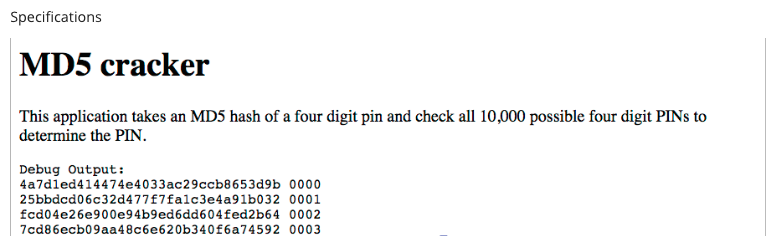 Specifications
MD5 cracker
This application takes an MD5 hash of a four digit pin and check all 10,000 possible four digit PINs to
determine the PIN.
Debug Output:
4a7d1ed414474e4033ac29ccb8653d9b 0000
25bbdcd06c32d477f7fa1c3e4a91b032 0001
fcd04e26e900e94b9ed6dd604fed2b64 0002
7cd86ecb09aa48c6e620b340f6a74592 0003